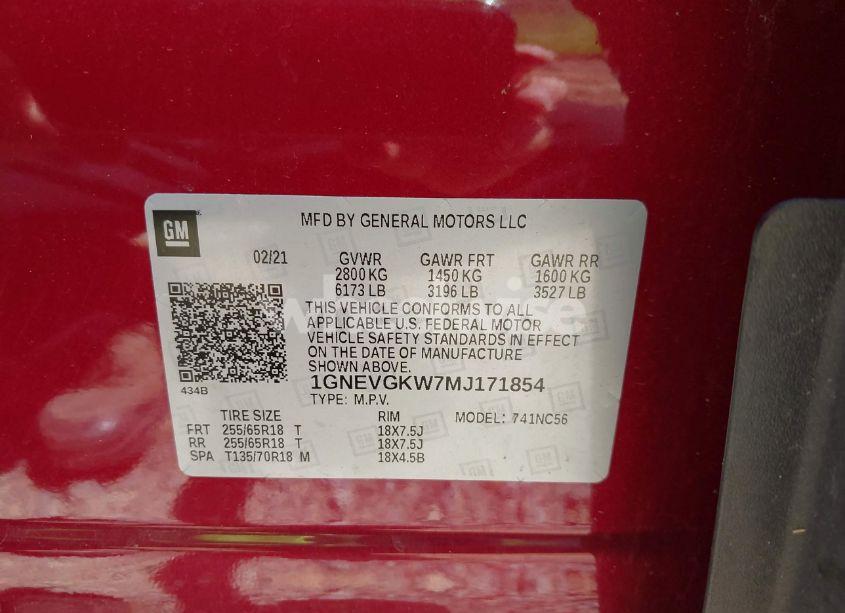 GM
MFD BY GENERAL MOTORS LLC
02/21 GVWR GAWR FRT GAWR RR
2800 KG 1450 KG 1600 KG
6173 LB 3196 LB 3527 LB
THIS VEHICLE CONFORMS TO ALL
APPLICABLE U.S. FEDERAL MOTOR
VEHICLE SAFETY STANDARDS IN EFFECT
ON THE DATE OF MANUFACTURE
SHOWN ABOVE.
434B
1GNEVGKW7MJ171854
TYPE: M.P.V.
TIRE SIZE RIM MODEL: 741NC56
FRT 255/65R18 T 18X7.5J
RR 255/65R18 T 18X7.5J
SPA T135/70R18 M 18X4.5B